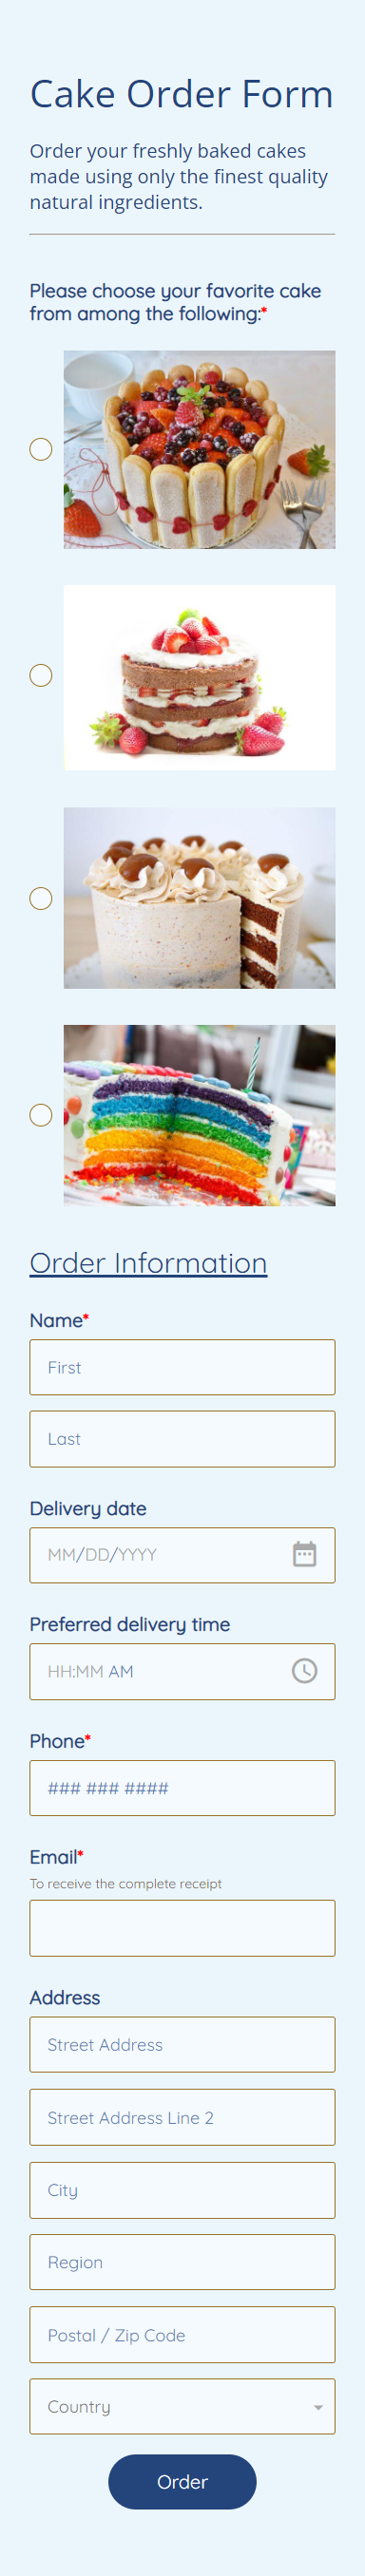 Cake Order Form
Order your freshly baked cakes
made using only the finest quality
natural ingredients.
Please choose your favorite cake
from among the following:*
Order Information
Name*
First
Last
Delivery date
MM/DD/YYYY
Preferred delivery time
HH:MM AM
Phone*
### ### ####
Email*
To receive the complete receipt
Address
Street Address
Street Address Line 2
City
Region
Postal / Zip Code
Country
Order